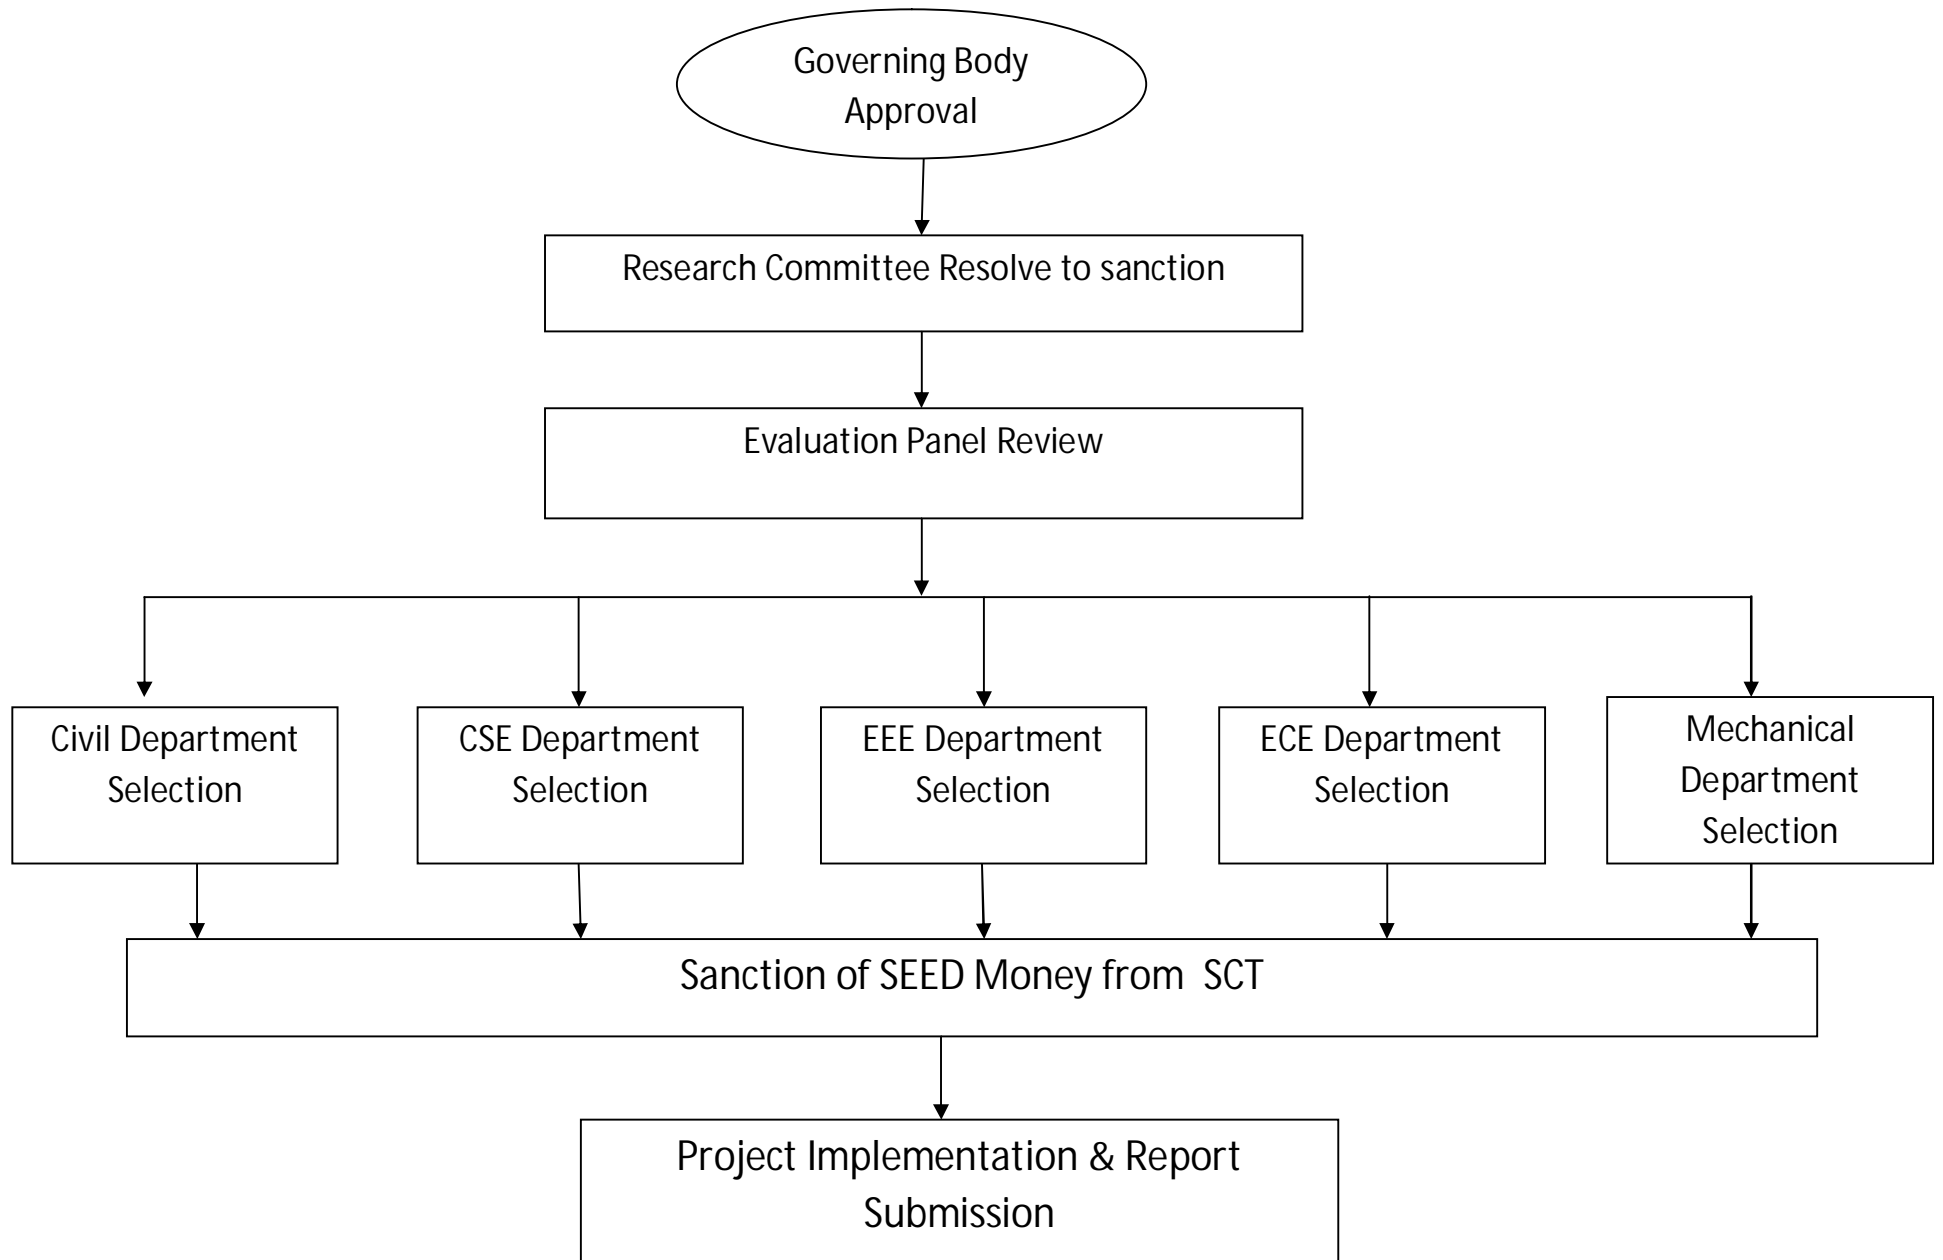 Governing Body
Approval
Research Committee Resolve to sanction
Evaluation Panel Review
Civil Department
Selection
CSE Department
Selection
EEE Department
Selection
ECE Department
Selection
Mechanical
Department
Selection
Sanction of SEED Money from SCT
Project Implementation & Report
Submission